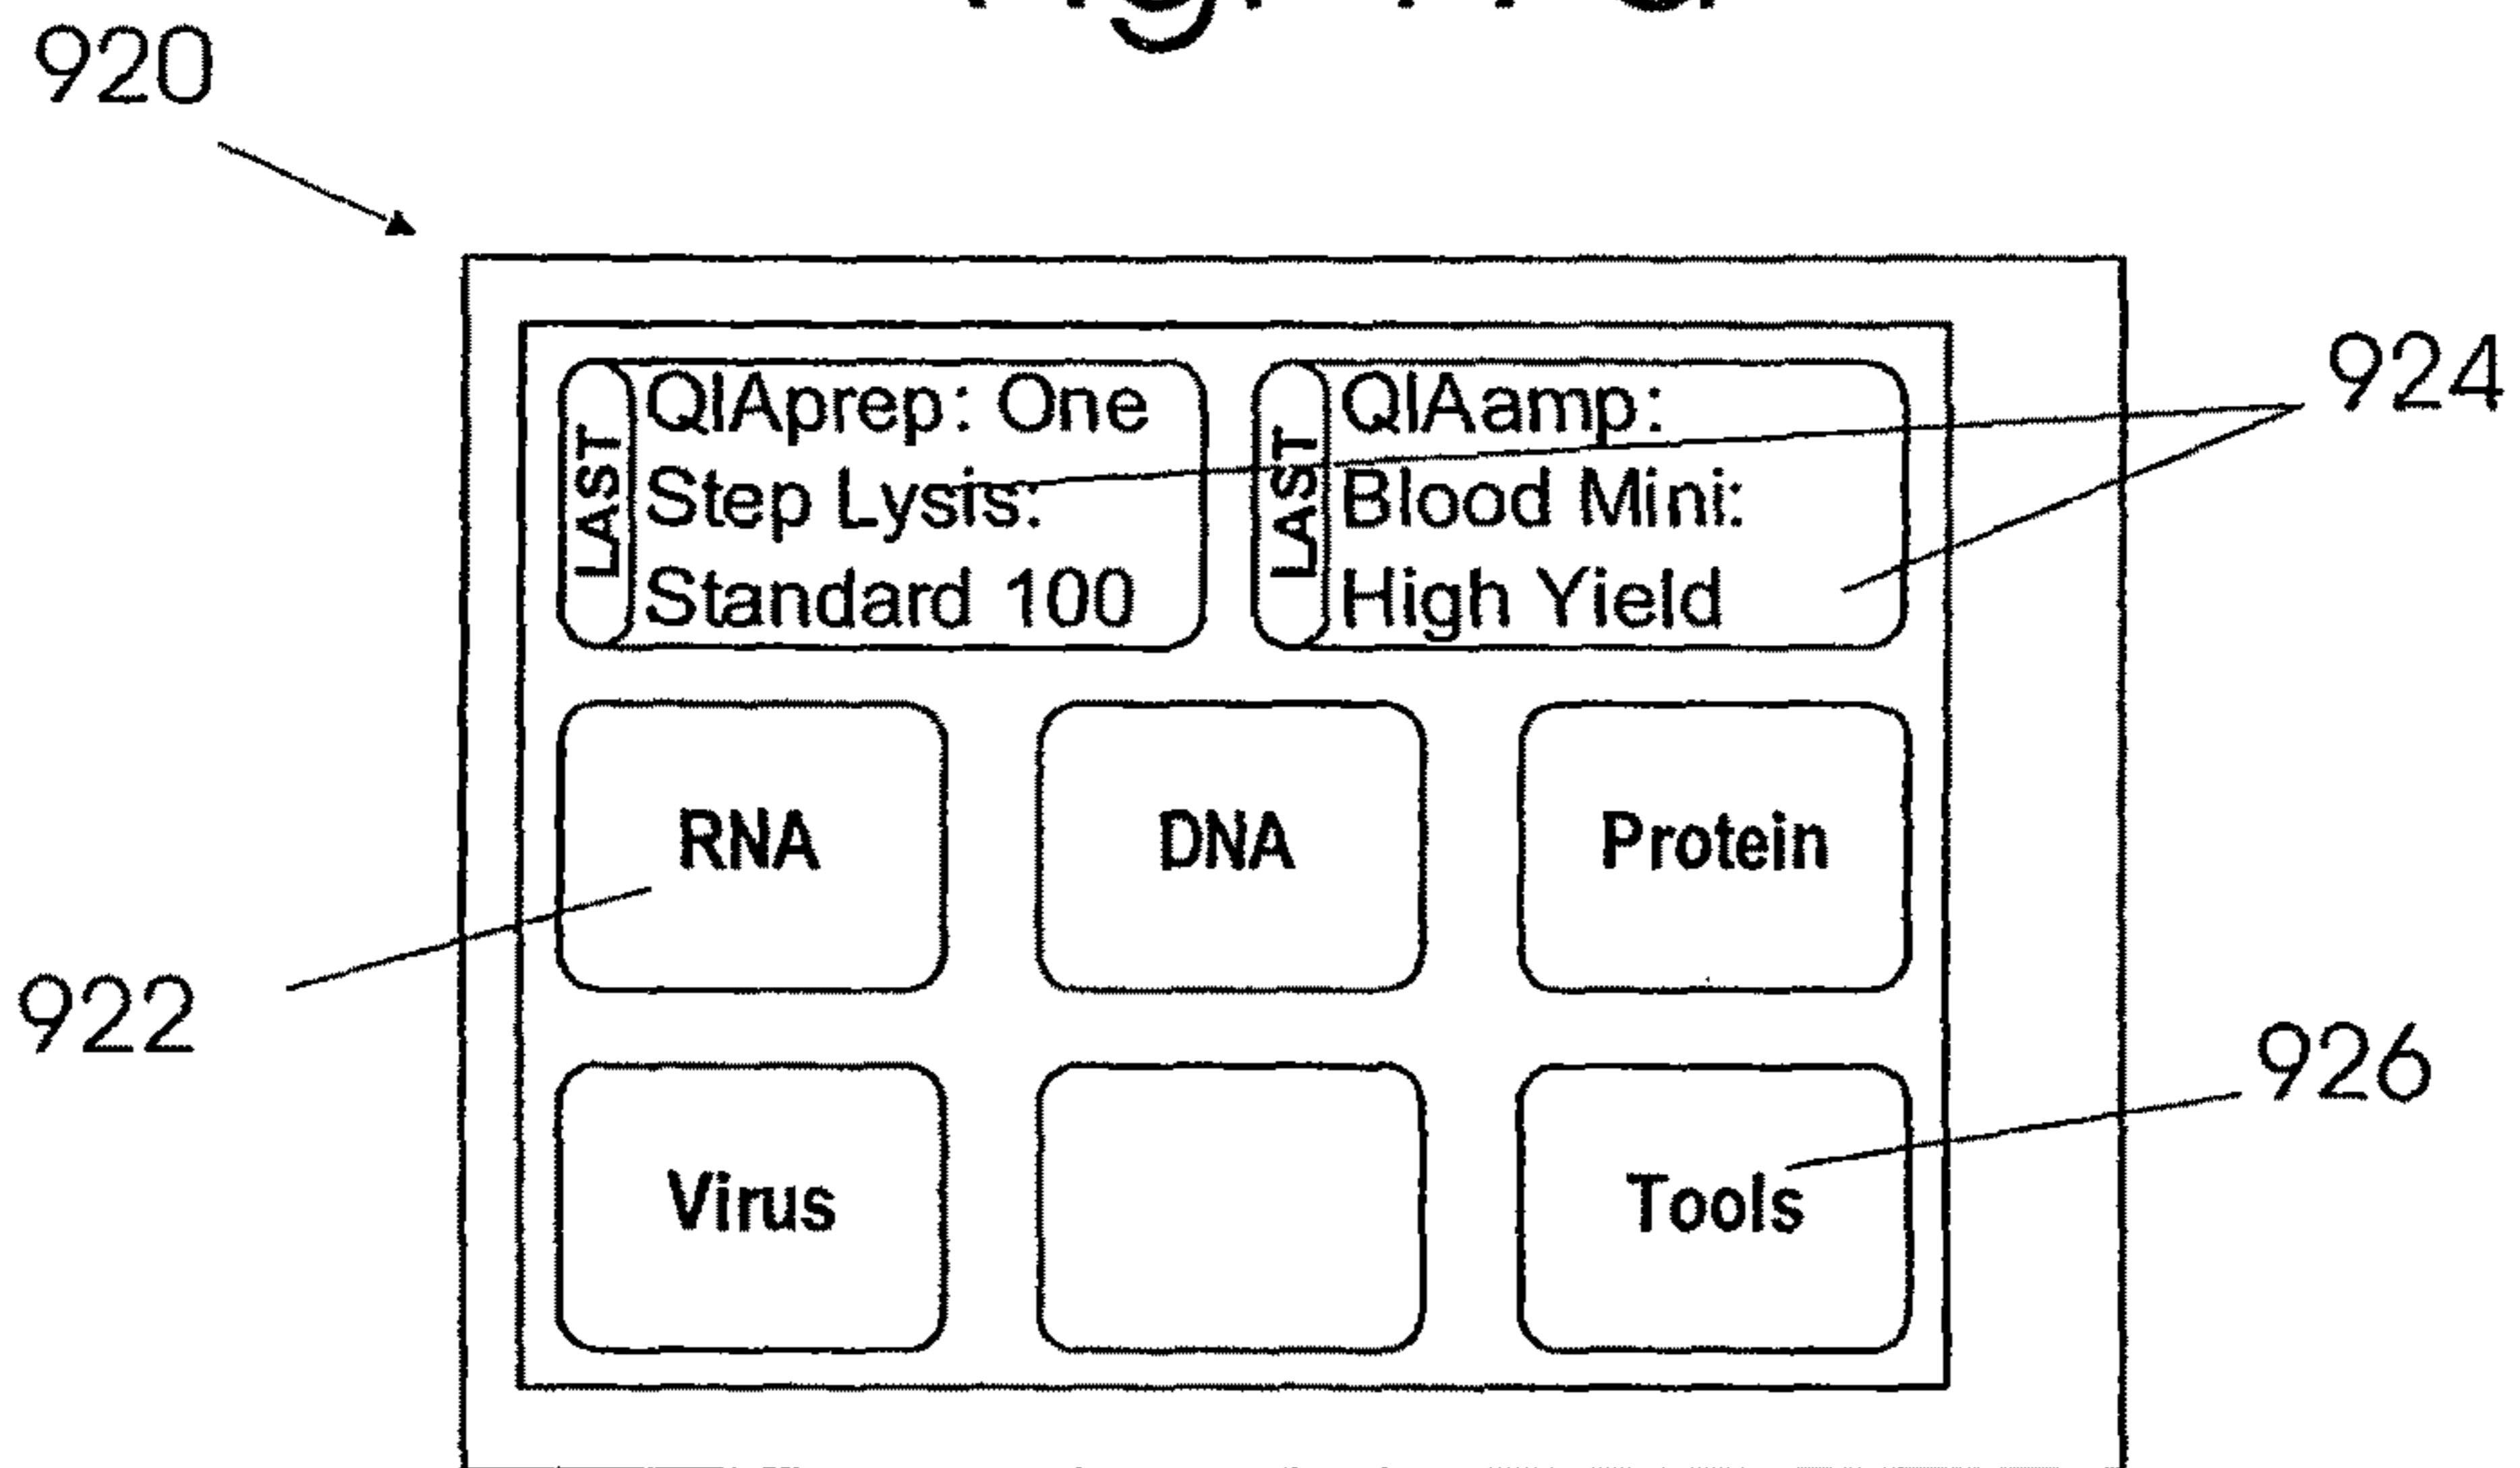 920
924
LAST
QIAprep: One
Step Lysis:
Standard 100
LAST
QIAamp:
Blood Mini:
High Yield
RNA
DNA
Protein
922
926
Virus
Tools